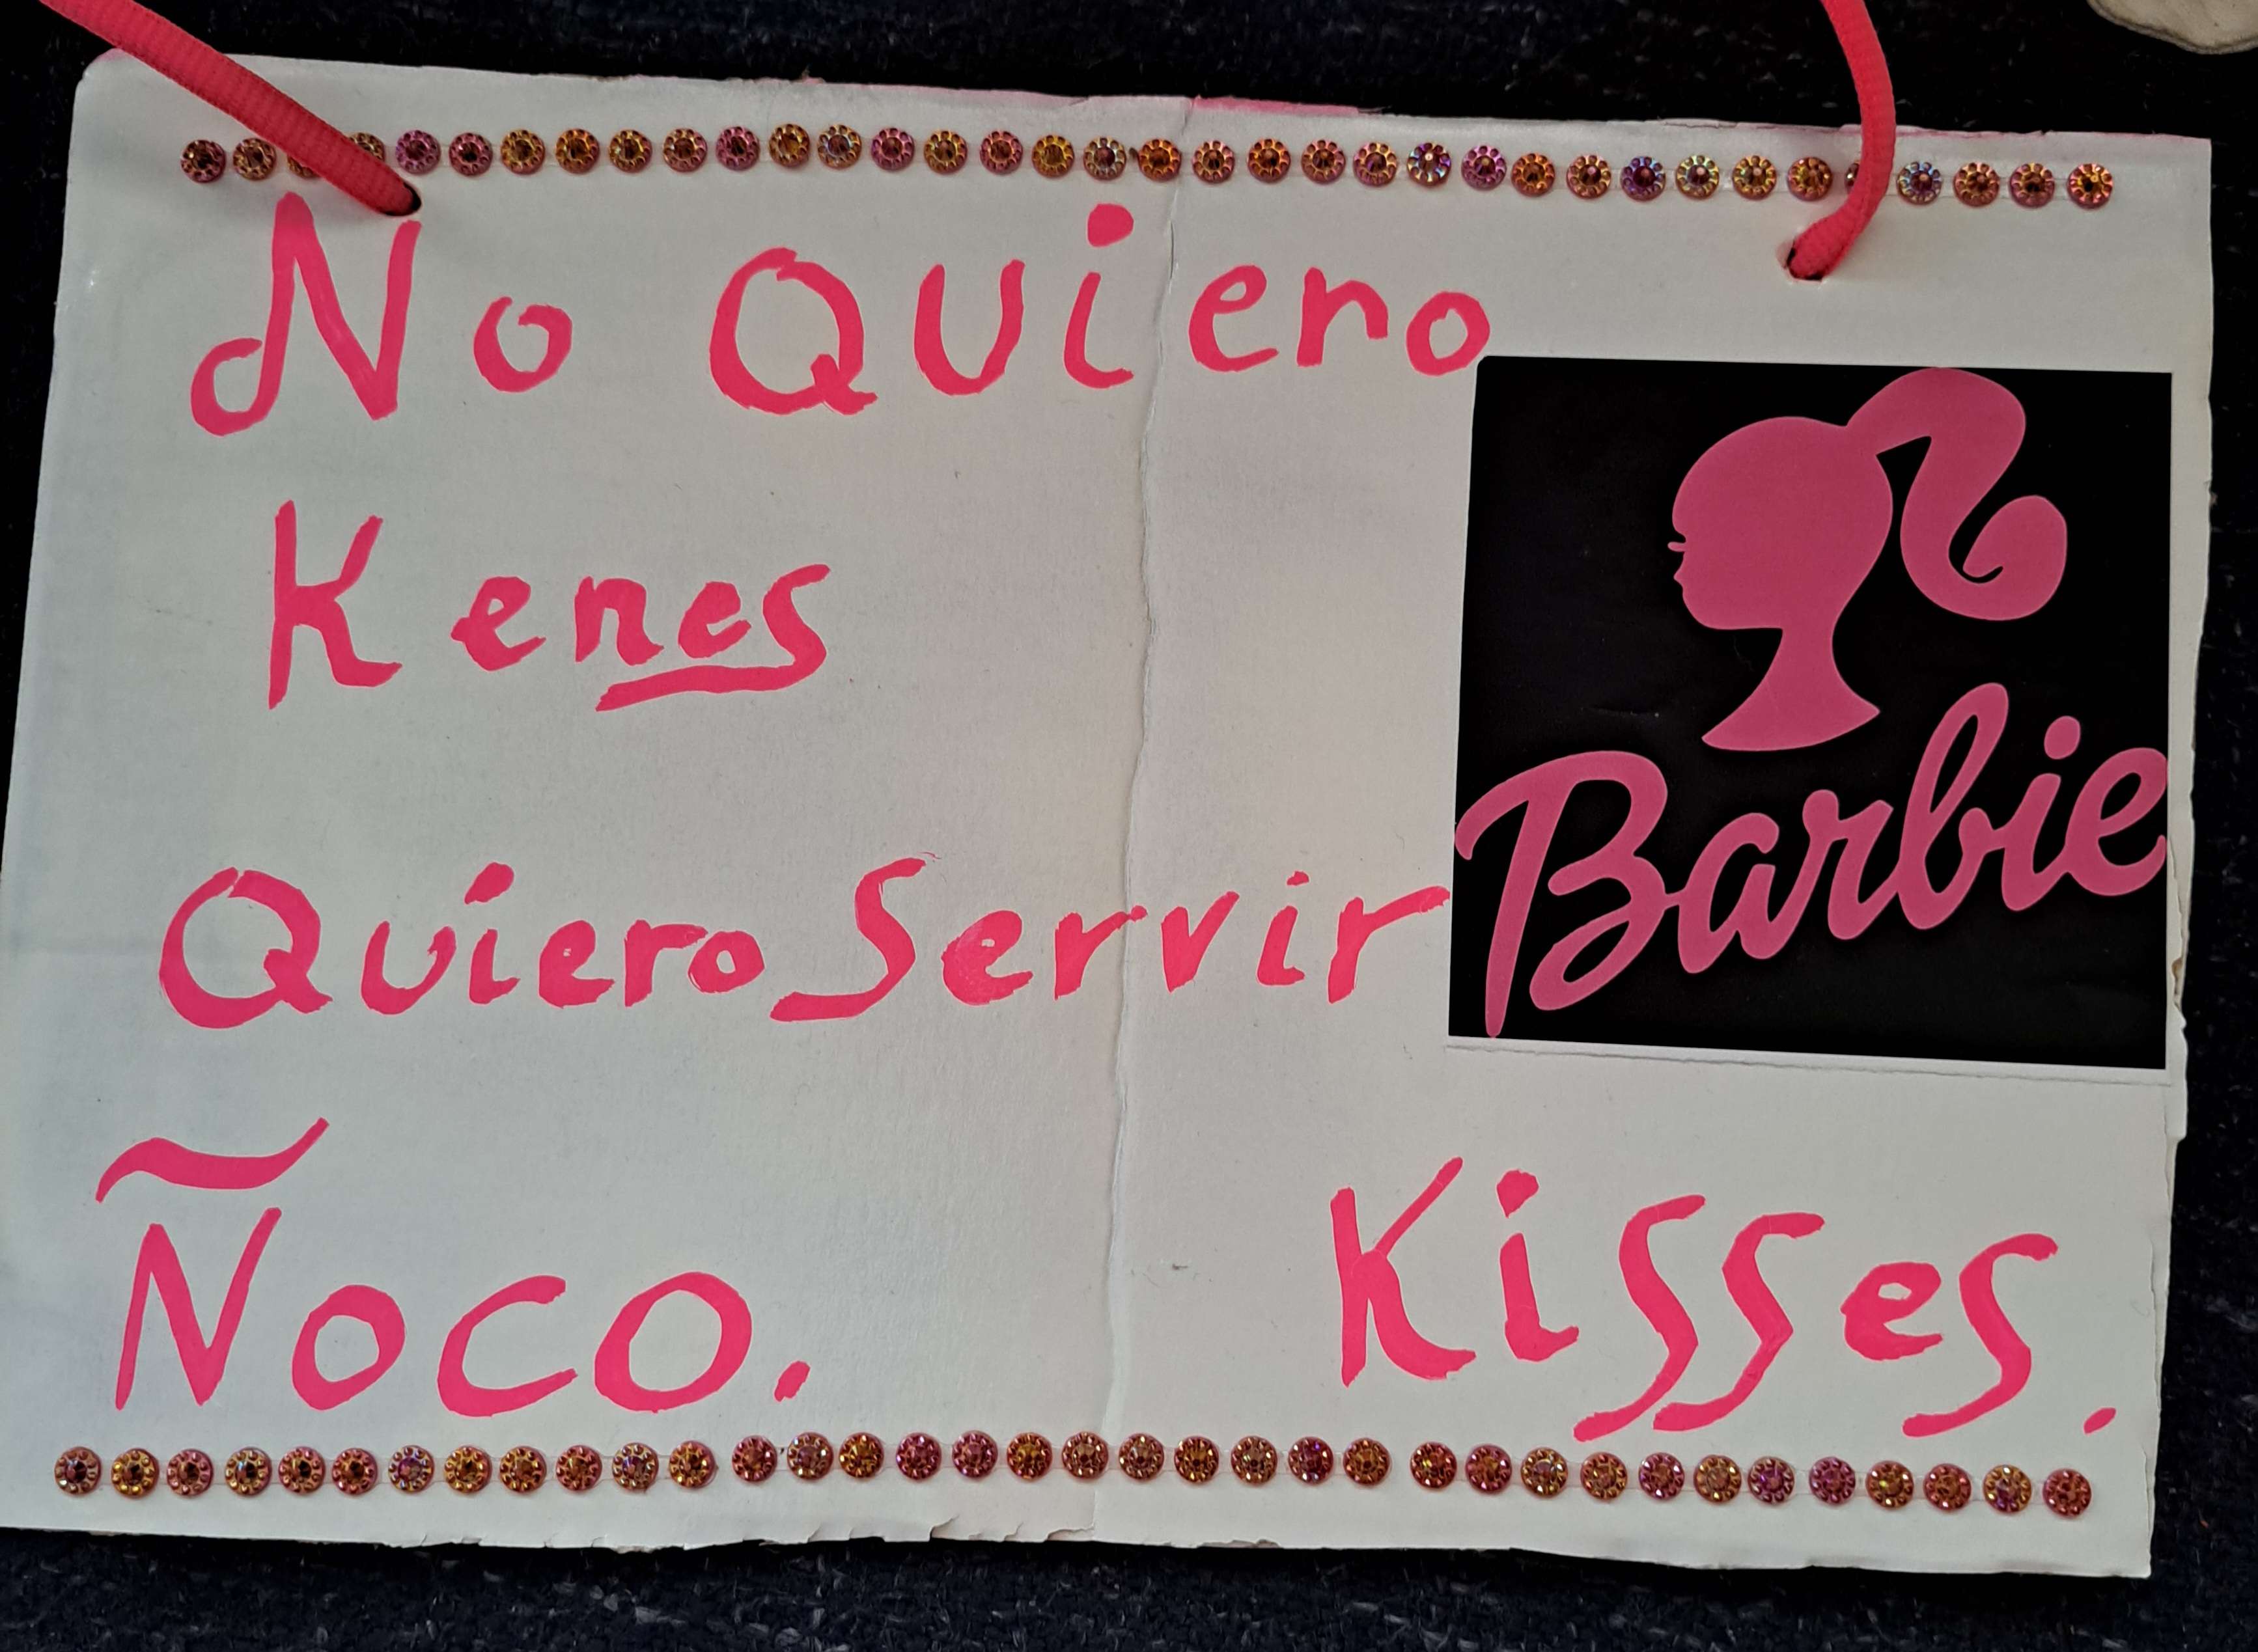 No Quiero
Kenes
Quiero Servir
Barbie
Ñoco. Kisses.